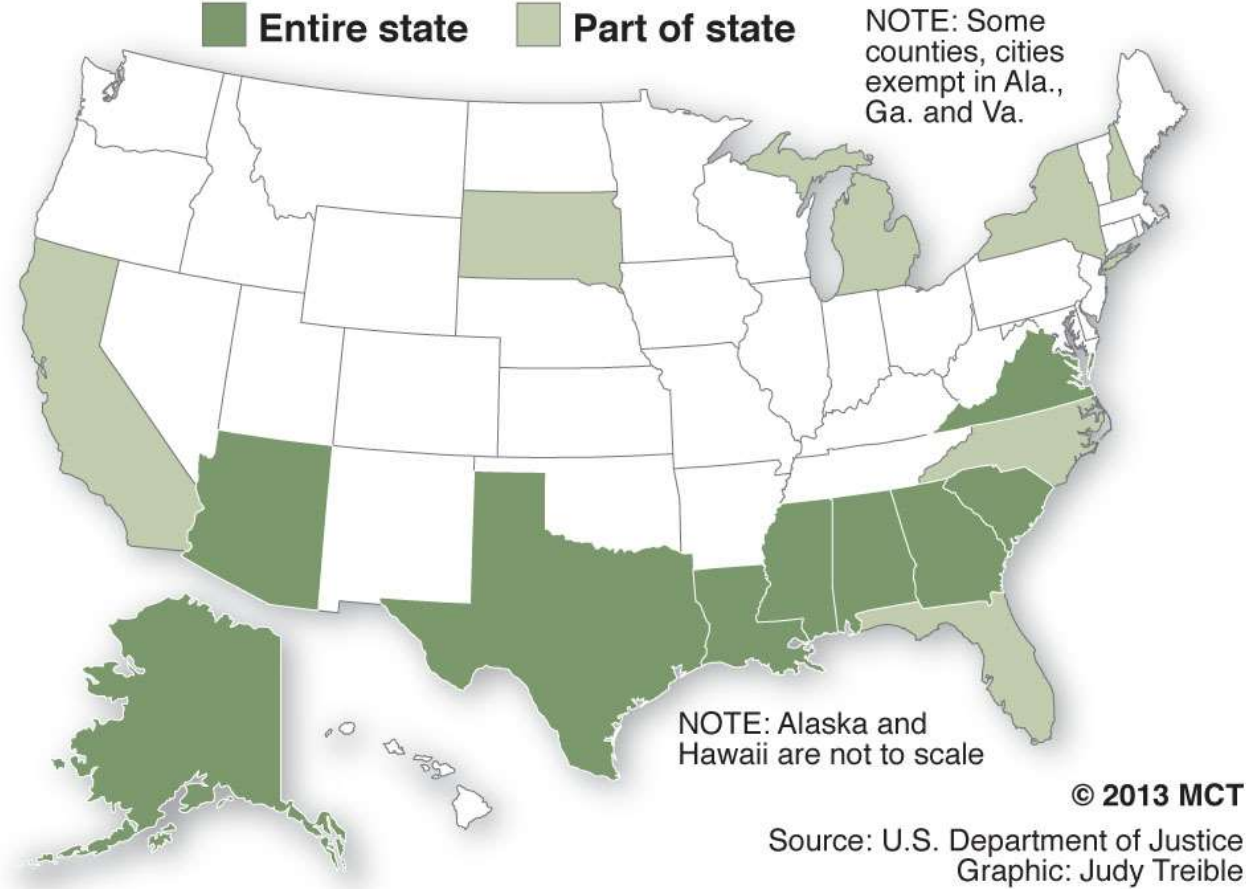 Entire state
Part of state
NOTE: Some
counties, cities
exempt in Ala.,
Ga. and Va.
NOTE: Alaska and
Hawaii are not to scale
© 2013 MCT
Source: U.S. Department of Justice
Graphic: Judy Treible